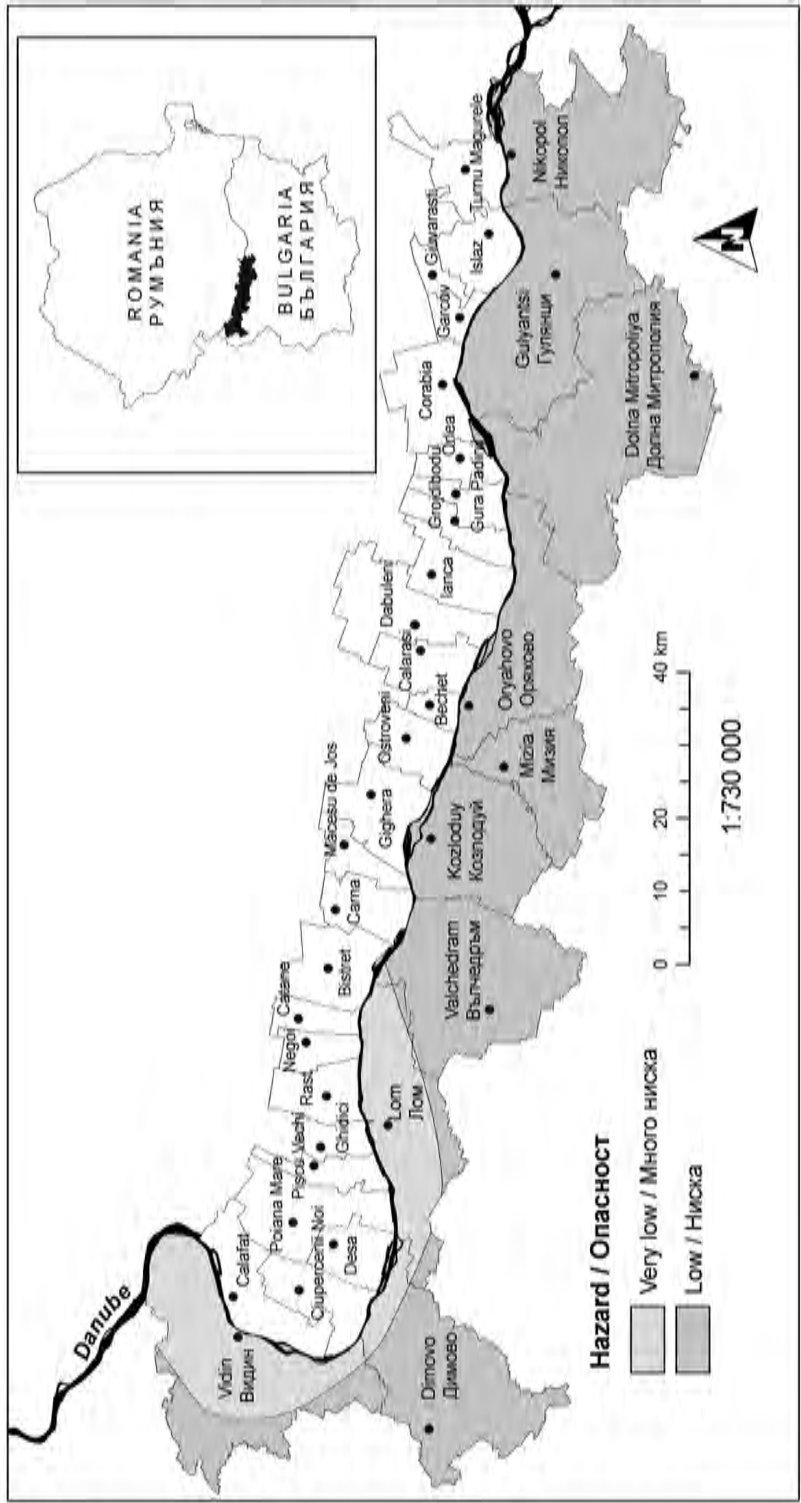 ROMANIA
РУМЪНИЯ
BULGARIA
БЪЛГАРИЯ
Danube
Calafat
Vidin
Видин
Poiana Mare
Ciupercenii Noi
Desa
Piscu Vechi
Ghidici
Rast
Negoi
Catane
Bistret
Carna
Măcesu de Jos
Gighera
Ostroveni
Bechet
Calarasi
Dabuleni
Ianca
Grojdibodu
Gura Padinii
Orlea
Corabia
Garcov
Giuvarasti
Islaz
Turnu Magurele
Dimovo
Димово
Lom
Лом
Valchedram
Вълчедръм
Kozloduy
Козлодуй
Mizia
Мизия
Oryahovo
Оряхово
Dolna Mitropoliya
Долна Митрополия
Gulyantsi
Гулянци
Nikopol
Никопол
N
Hazard / Опасност
Very low / Много ниска
Low / Ниска
0 10 20 40 km
1:730 000